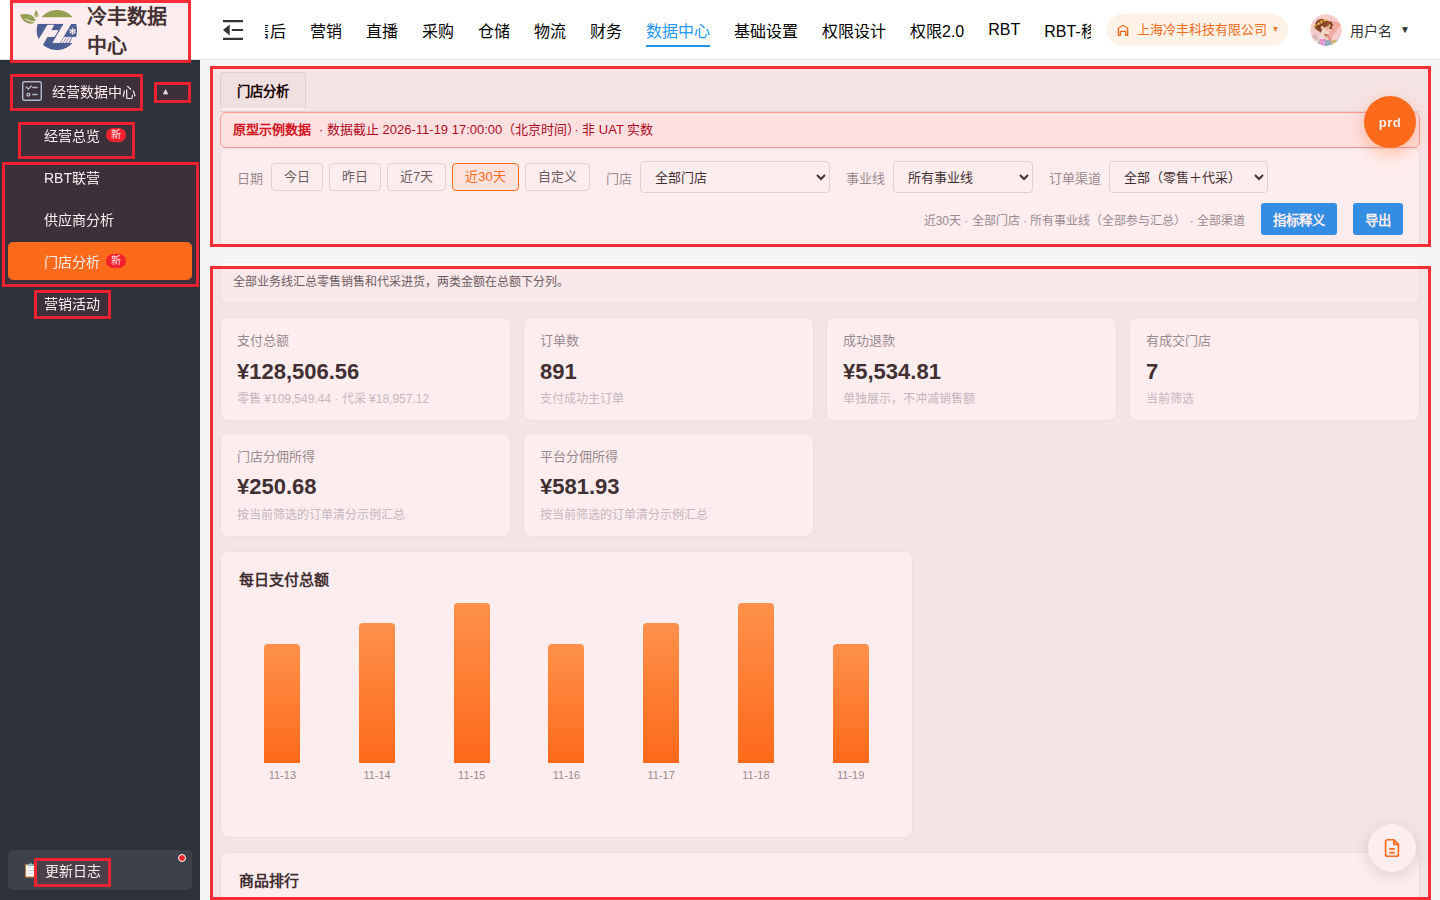 冷丰数据
中心
售后 营销 直播 采购 仓储 物流 财务 数据中心 基础设置 权限设计 权限2.0 RBT RBT-移
上海冷丰科技有限公司 ▾
用户名 ▼
经营数据中心 ▲
经营总览 新
RBT联营
供应商分析
门店分析 新
营销活动
更新日志
门店分析
原型示例数据 · 数据截止 2026-11-19 17:00:00（北京时间）· 非 UAT 实数
prd
日期 今日 昨日 近7天 近30天 自定义 门店 全部门店 事业线 所有事业线 订单渠道 全部（零售＋代采）
近30天 · 全部门店 · 所有事业线（全部参与汇总） · 全部渠道 指标释义 导出
全部业务线汇总零售销售和代采进货，两类金额在总额下分列。
支付总额
¥128,506.56
零售 ¥109,549.44 · 代采 ¥18,957.12
订单数
891
支付成功主订单
成功退款
¥5,534.81
单独展示，不冲减销售额
有成交门店
7
当前筛选
门店分佣所得
¥250.68
按当前筛选的订单清分示例汇总
平台分佣所得
¥581.93
按当前筛选的订单清分示例汇总
每日支付总额
11-13 11-14 11-15 11-16 11-17 11-18 11-19
商品排行